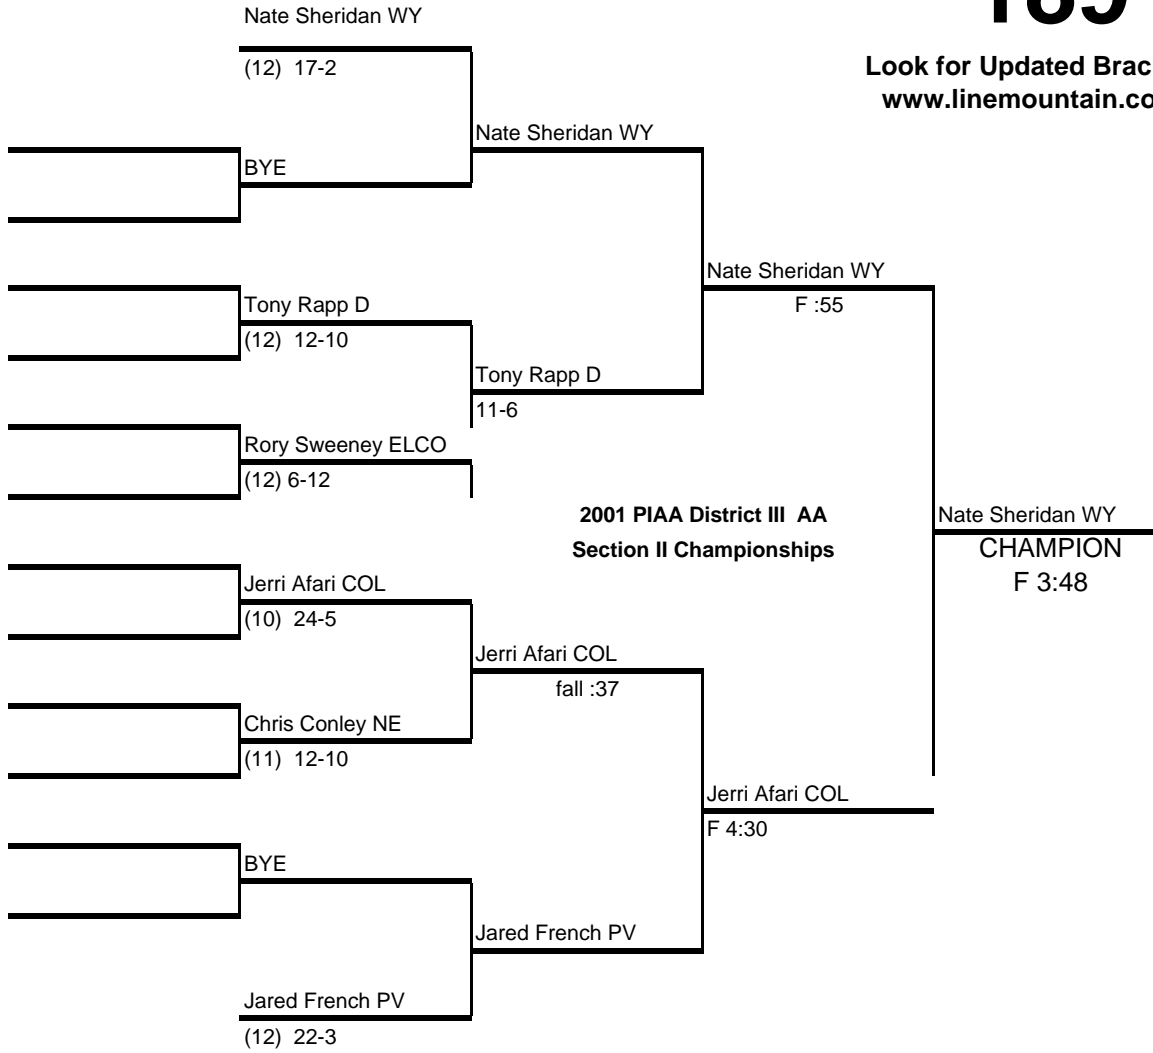 Nate Sheridan WY
189
(12) 17-2
Look for Updated Brac
www.linemountain.co
Nate Sheridan WY
BYE
Nate Sheridan WY
F :55
Tony Rapp D
(12) 12-10
Tony Rapp D
11-6
Rory Sweeney ELCO
(12) 6-12
2001 PIAA District III AA
Section II Championships
Nate Sheridan WY
CHAMPION
F 3:48
Jerri Afari COL
(10) 24-5
Jerri Afari COL
fall :37
Chris Conley NE
(11) 12-10
Jerri Afari COL
F 4:30
BYE
Jared French PV
Jared French PV
(12) 22-3